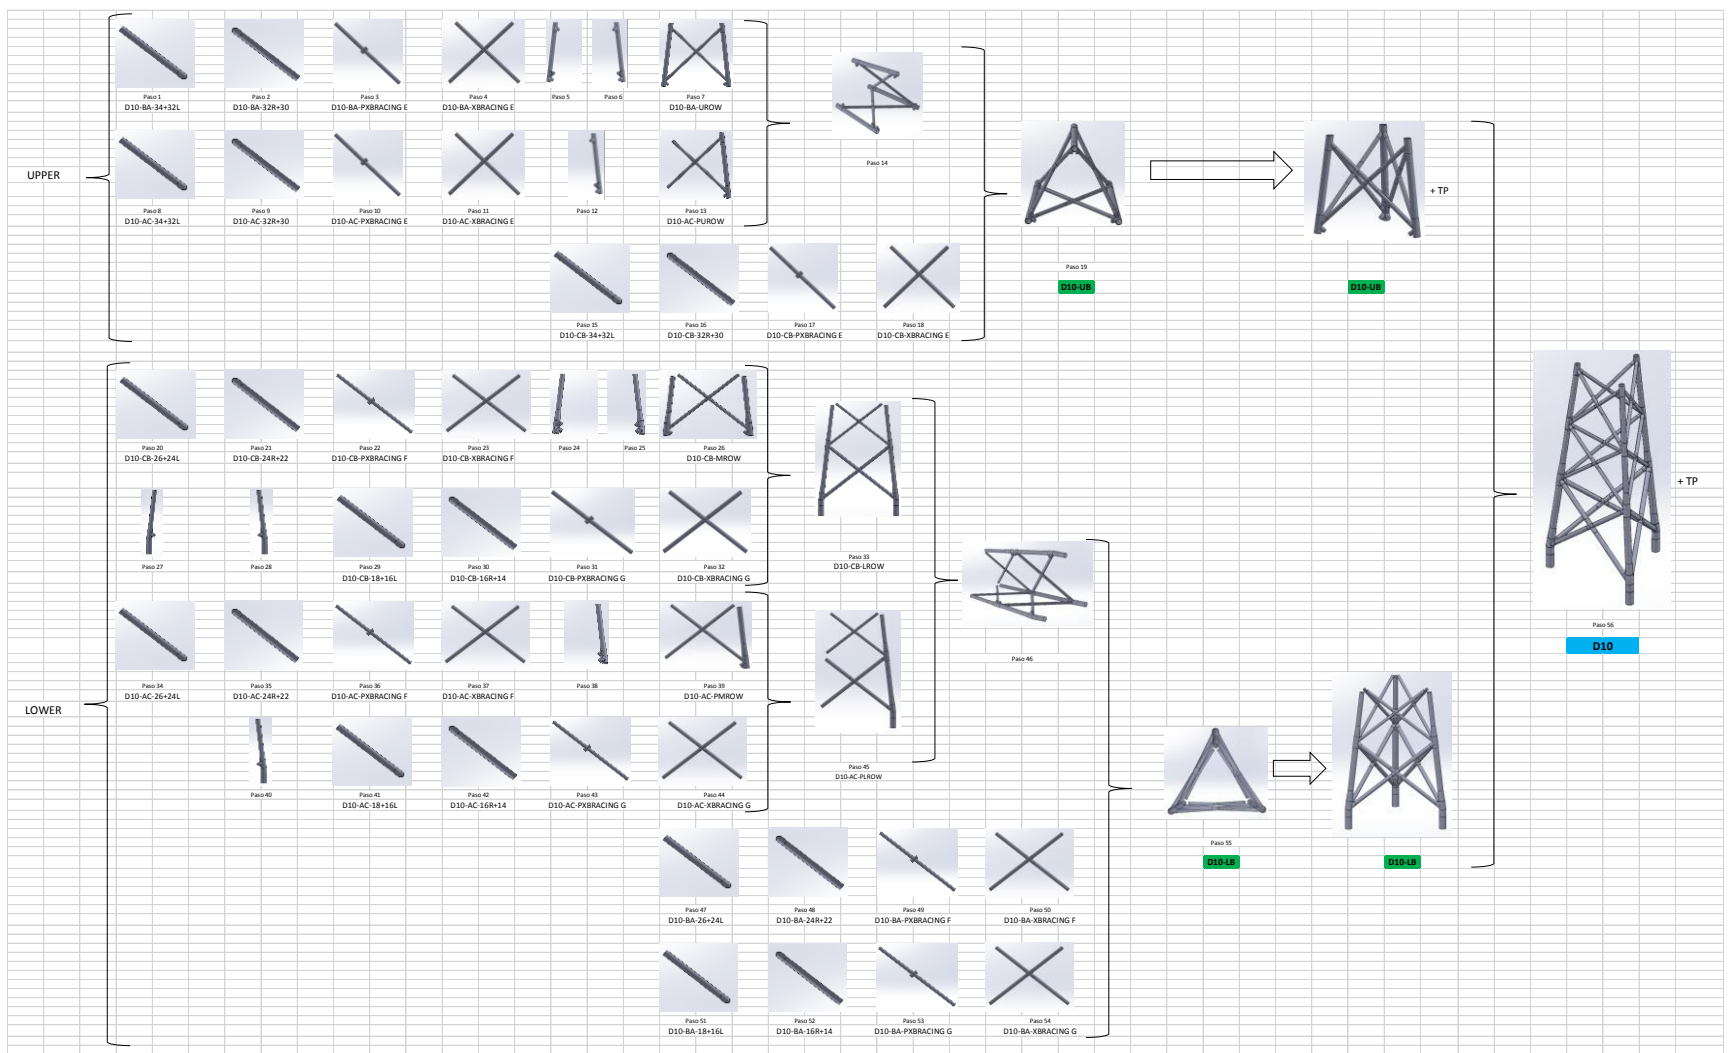 Paso 1
Paso 2
Paso 3
Paso 4
Paso 5
Paso 6
Paso 7
D10-BA-34+32L
D10-BA-32R+30
D10-BA-PXBRACING E
D10-BA-XBRACING E
D10-BA-UROW
Paso 14
UPPER
+ TP
Paso 8
Paso 9
Paso 10
Paso 11
Paso 12
Paso 13
D10-AC-34+32L
D10-AC-32R+30
D10-AC-PXBRACING E
D10-AC-XBRACING E
D10-AC-PUROW
Paso 19
D10-UB
D10-UB
Paso 15
Paso 16
Paso 17
Paso 18
D10-CB-34+32L
D10-CB-32R+30
D10-CB-PXBRACING E
D10-CB-XBRACING E
Paso 20
Paso 21
Paso 22
Paso 23
Paso 24
Paso 25
Paso 26
D10-CB-26+24L
D10-CB-24R+22
D10-CB-PXBRACING F
D10-CB-XBRACING F
D10-CB-MROW
+ TP
Paso 33
D10-CB-LROW
Paso 27
Paso 28
Paso 29
Paso 30
Paso 31
Paso 32
D10-CB-18+16L
D10-CB-16R+14
D10-CB-PXBRACING G
D10-CB-XBRACING G
Paso 56
D10
Paso 46
Paso 34
Paso 35
Paso 36
Paso 37
Paso 38
Paso 39
D10-AC-26+24L
D10-AC-24R+22
D10-AC-PXBRACING F
D10-AC-XBRACING F
D10-AC-PMROW
LOWER
Paso 45
D10-AC-PLROW
Paso 40
Paso 41
Paso 42
Paso 43
Paso 44
D10-AC-18+16L
D10-AC-16R+14
D10-AC-PXBRACING G
D10-AC-XBRACING G
Paso 55
D10-LB
D10-LB
Paso 47
Paso 48
Paso 49
Paso 50
D10-BA-26+24L
D10-BA-24R+22
D10-BA-PXBRACING F
D10-BA-XBRACING F
Paso 51
Paso 52
Paso 53
Paso 54
D10-BA-18+16L
D10-BA-16R+14
D10-BA-PXBRACING G
D10-BA-XBRACING G